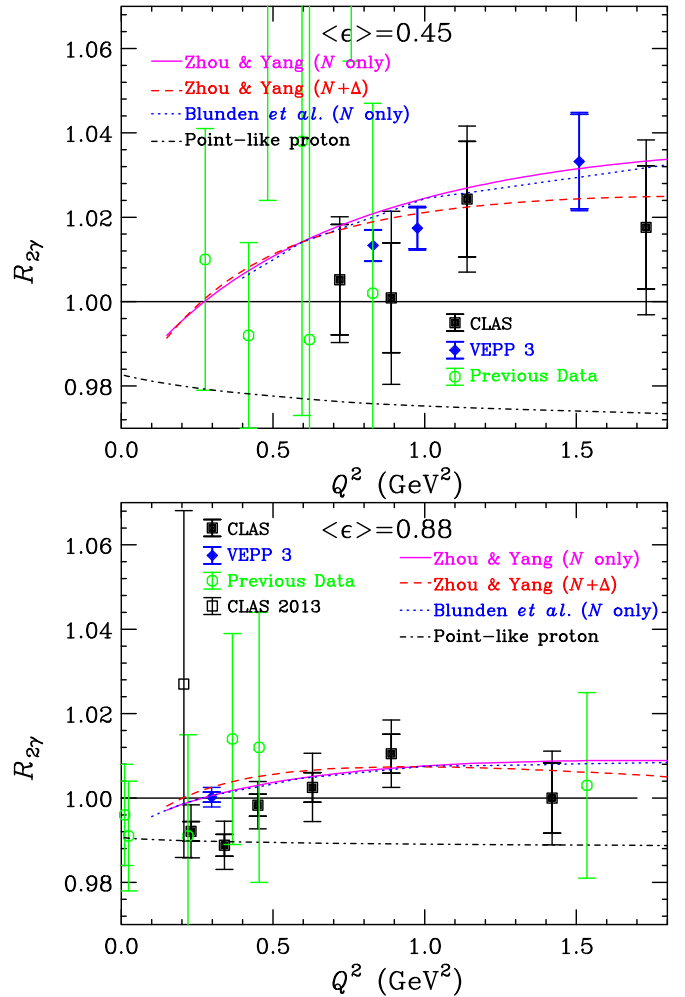 <ϵ>=0.45
Zhou & Yang (N only)
Zhou & Yang (N+Δ)
Blunden et al. (N only)
Point-like proton
1.06
1.04
1.02
1.00
0.98
R2γ
CLAS
VEPP 3
Previous Data
0.0 0.5 1.0 1.5
Q² (GeV²)
<ϵ>=0.88
CLAS
VEPP 3
Previous Data
CLAS 2013
Zhou & Yang (N only)
Zhou & Yang (N+Δ)
Blunden et al. (N only)
Point-like proton
1.06
1.04
1.02
1.00
0.98
R2γ
0.0 0.5 1.0 1.5
Q² (GeV²)